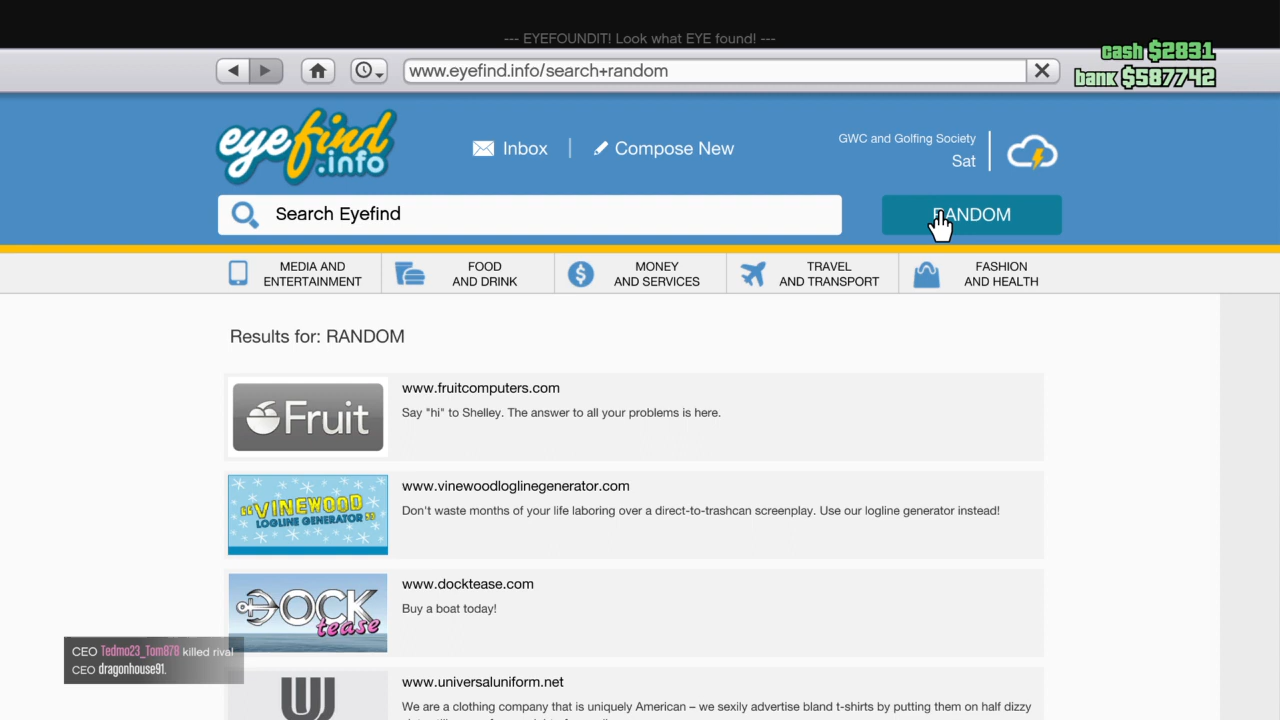 --- EYEFOUNDIT! Look what EYE found! ---
cash $2831
bank $587742
www.eyefind.info/search+random
eyefind
.info
Inbox
Compose New
GWC and Golfing Society
Sat
Search Eyefind
RANDOM
MEDIA AND
ENTERTAINMENT
FOOD
AND DRINK
MONEY
AND SERVICES
TRAVEL
AND TRANSPORT
FASHION
AND HEALTH
Results for: RANDOM
Fruit
www.fruitcomputers.com
Say "hi" to Shelley. The answer to all your problems is here.
"VINEWOOD
LOGLINE GENERATOR"
www.vinewoodloglinegenerator.com
Don't waste months of your life laboring over a direct-to-trashcan screenplay. Use our logline generator instead!
DOCK
tease
www.docktease.com
Buy a boat today!
CEO Tedmo23_Tom878 killed rival
CEO dragonhouse91.
U
www.universaluniform.net
We are a clothing company that is uniquely American – we sexily advertise bland t-shirts by putting them on half dizzy